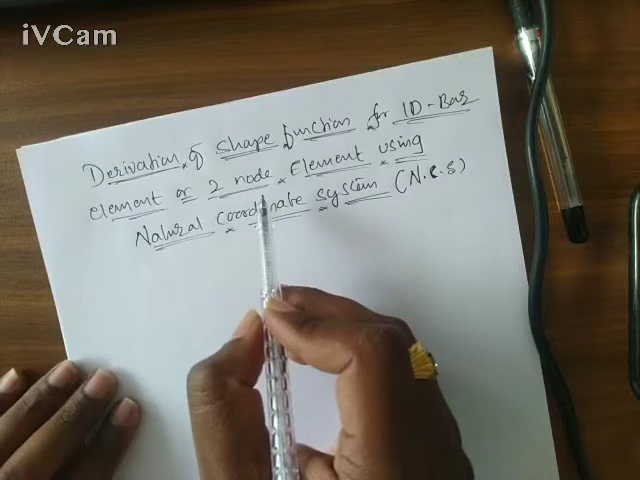 iVCam
Derivation of shape function for 1D-Bar
element or 2 node Element using
Natural coordinate system (N.C.S)